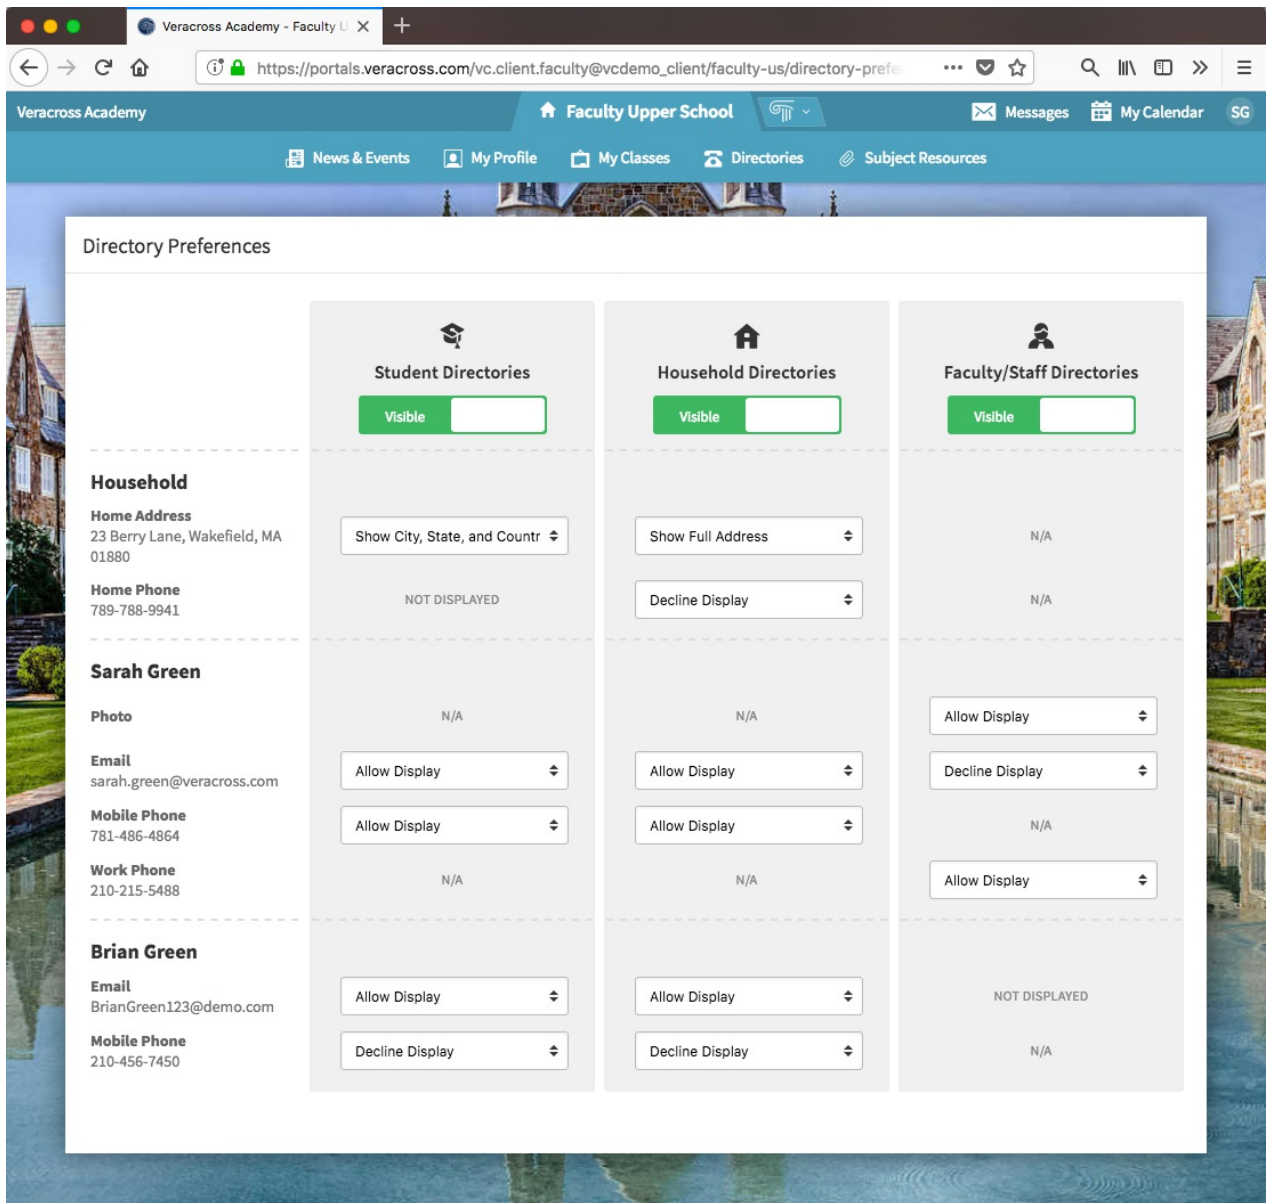 Veracross Academy - Faculty U
https://portals.veracross.com/vc.client.faculty@vcdemo_client/faculty-us/directory-prefe
Veracross Academy
Faculty Upper School
Messages
My Calendar
SG
News & Events
My Profile
My Classes
Directories
Subject Resources
Directory Preferences
Student Directories
Household Directories
Faculty/Staff Directories
Visible
Visible
Visible
Household
Home Address
23 Berry Lane, Wakefield, MA
01880
Show City, State, and Countr
Show Full Address
N/A
Home Phone
789-788-9941
NOT DISPLAYED
Decline Display
N/A
Sarah Green
Photo
N/A
N/A
Allow Display
Email
sarah.green@veracross.com
Allow Display
Allow Display
Decline Display
Mobile Phone
781-486-4864
Allow Display
Allow Display
N/A
Work Phone
210-215-5488
N/A
N/A
Allow Display
Brian Green
Email
BrianGreen123@demo.com
Allow Display
Allow Display
NOT DISPLAYED
Mobile Phone
210-456-7450
Decline Display
Decline Display
N/A